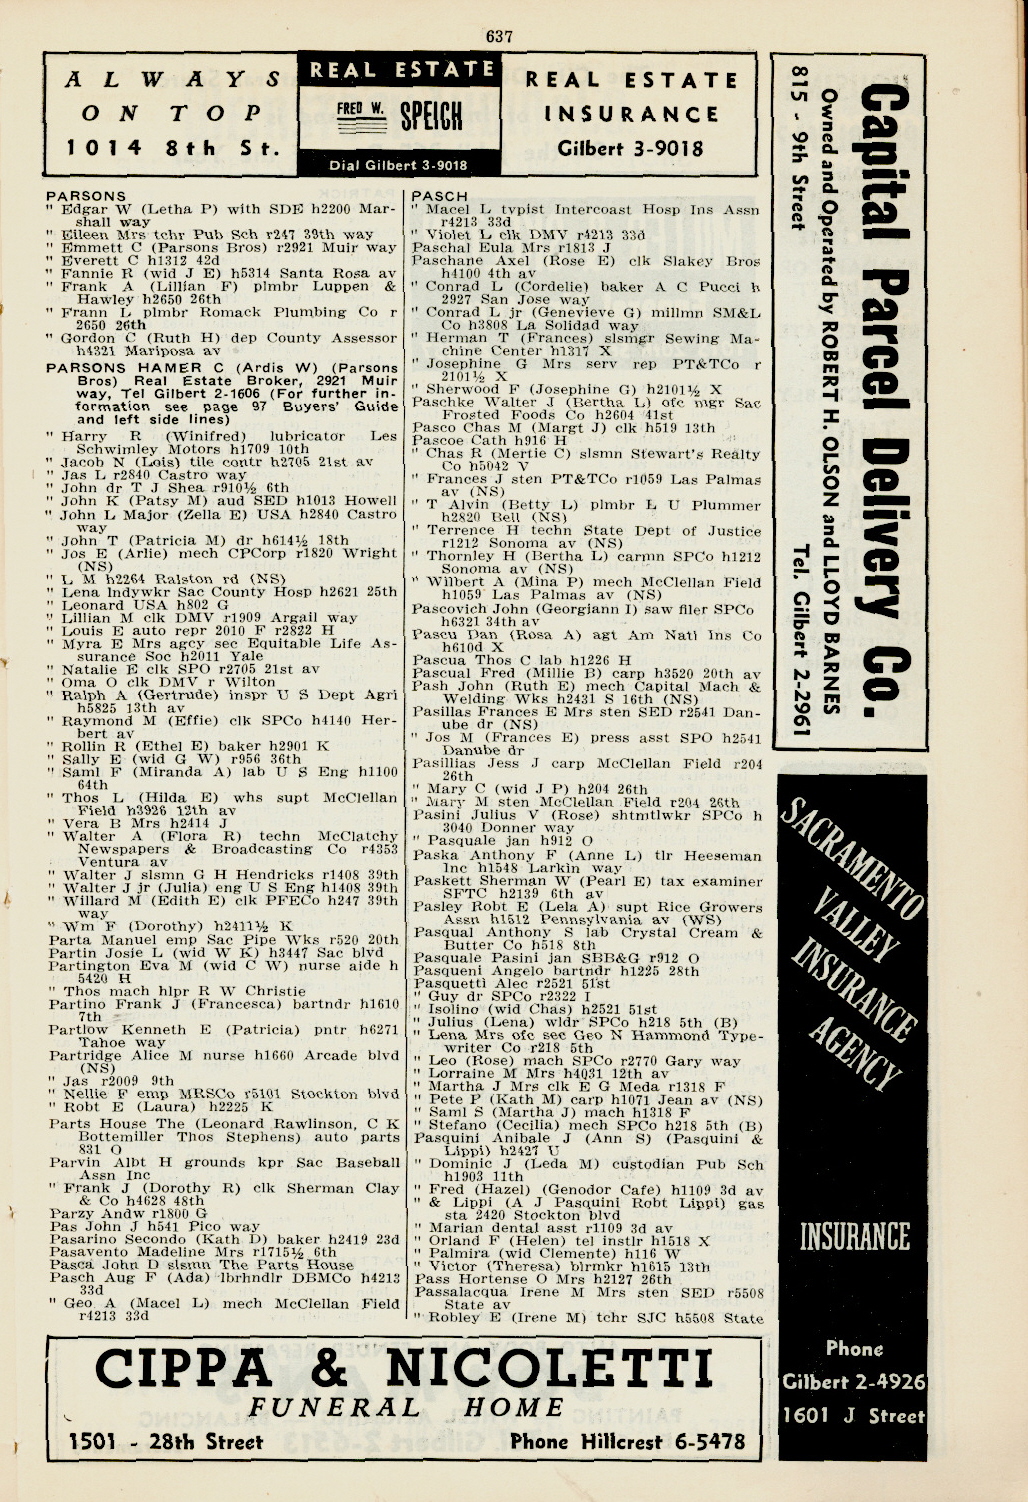 637
ALWAYS
ON TOP
1014 8th St.
REAL ESTATE
FRED W. SPEICH
Dial Gilbert 3-9018
REAL ESTATE
INSURANCE
Gilbert 3-9018
PARSONS
" Edgar W (Letha P) with SDE h2200 Mar-
shall way
" Eileen Mrs tchr Pub Sch r247 39th way
" Emmett C (Parsons Bros) r2921 Muir way
" Everett C h1312 42d
" Fannie R (wid J E) h5314 Santa Rosa av
" Frank A (Lillian F) plmbr Luppen &
Hawley h2650 26th
" Frann L plmbr Romack Plumbing Co r
2650 26th
" Gordon C (Ruth H) dep County Assessor
h4321 Mariposa av
PARSONS HAMER C (Ardis W) (Parsons
Bros) Real Estate Broker, 2921 Muir
way, Tel Gilbert 2-1606 (For further in-
formation see page 97 Buyers' Guide
and left side lines)
" Harry R (Winifred) lubricator Les
Schwimley Motors h1709 10th
" Jacob N (Lois) tile contr h2705 21st av
" Jas L r2840 Castro way
" John dr T J Shea r910½ 6th
" John K (Patsy M) aud SED h1013 Howell
" John L Major (Zella E) USA h2840 Castro
way
" John T (Patricia M) dr h614½ 18th
" Jos E (Arlie) mech CPCorp r1820 Wright
(NS)
" L M h2264 Ralston rd (NS)
" Lena lndywkr Sac County Hosp h2621 25th
" Leonard USA h802 G
" Lillian M clk DMV r1909 Argail way
" Louis E auto repr 2010 F r2822 H
" Myra E Mrs agcy sec Equitable Life As-
surance Soc h2011 Yale
" Natalie E clk SPO r2705 21st av
" Oma O clk DMV r Wilton
" Ralph A (Gertrude) inspr U S Dept Agri
h5825 13th av
" Raymond M (Effie) clk SPCo h4140 Her-
bert av
" Rollin R (Ethel E) baker h2901 K
" Sally E (wid G W) r956 36th
" Saml F (Miranda A) lab U S Eng h1100
64th
" Thos L (Hilda E) whs supt McClellan
Field h3926 12th av
" Vera B Mrs h2414 J
" Walter A (Flora R) techn McClatchy
Newspapers & Broadcasting Co r4353
Ventura av
" Walter J slsmn G H Hendricks r1408 39th
" Walter J jr (Julia) eng U S Eng h1408 39th
" Willard M (Edith E) clk PFECo h247 39th
way
" Wm F (Dorothy) h2411½ K
Parta Manuel emp Sac Pipe Wks r520 20th
Partin Josie L (wid W K) h3447 Sac blvd
Partington Eva M (wid C W) nurse aide h
5420 H
" Thos mach hlpr R W Christie
Partino Frank J (Francesca) bartndr h1610
7th
Partlow Kenneth E (Patricia) pntr h6271
Tahoe way
Partridge Alice M nurse h1660 Arcade blvd
(NS)
" Jas r2009 9th
" Nellie F emp MRSCo r5101 Stockton blvd
" Robt E (Laura) h2225 K
Parts House The (Leonard Rawlinson, C K
Bottemiller Thos Stephens) auto parts
831 O
Parvin Albt H grounds kpr Sac Baseball
Assn Inc
" Frank J (Dorothy R) clk Sherman Clay
& Co h4628 48th
Parzy Andw r1800 G
Pas John J h541 Pico way
Pasarino Secondo (Kath D) baker h2419 23d
Pasavento Madeline Mrs r1715½ 6th
Pasca John D slsmn The Parts House
Pasch Aug F (Ada) lbrhndlr DBMCo h4213
33d
" Geo A (Macel L) mech McClellan Field
r4213 33d
PASCH
" Macel L typist Intercoast Hosp Ins Assn
r4213 33d
" Violet L clk DMV r4213 33d
Paschal Eula Mrs r1813 J
Paschane Axel (Rose E) clk Slakey Bros
h4100 4th av
" Conrad L (Cordelie) baker A C Pucci h
2927 San Jose way
" Conrad L jr (Genevieve G) millmn SM&L
Co h3808 La Solidad way
" Herman T (Frances) slsmgr Sewing Ma-
chine Center h1317 X
" Josephine G Mrs serv rep PT&TCo r
2101½ X
" Sherwood F (Josephine G) h2101½ X
Paschke Walter J (Bertha L) ofc mgr Sac
Frosted Foods Co h2604 41st
Pasco Chas M (Margt J) clk h519 13th
Pascoe Cath h916 H
" Chas R (Mertie C) slsmn Stewart's Realty
Co h5042 V
" Frances J sten PT&TCo r1059 Las Palmas
av (NS)
" T Alvin (Betty L) plmbr L U Plummer
h2820 Bell (NS)
" Terrence H techn State Dept of Justice
r1212 Sonoma av (NS)
" Thornley H (Bertha L) carmn SPCo h1212
Sonoma av (NS)
" Wilbert A (Mina P) mech McClellan Field
h1059 Las Palmas av (NS)
Pascovich John (Georgiann I) saw filer SPCo
h6321 34th av
Pascu Dan (Rosa A) agt Am Natl Ins Co
h610d X
Pascua Thos C lab h1226 H
Pascual Fred (Millie B) carp h3520 20th av
Pash John (Ruth E) mech Capital Mach &
Welding Wks h2431 S 16th (NS)
Pasillas Frances E Mrs sten SED r2541 Dan-
ube dr (NS)
" Jos M (Frances E) press asst SPO h2541
Danube dr
Pasillias Jess J carp McClellan Field r204
26th
" Mary C (wid J P) h204 26th
" Mary M sten McClellan Field r204 26th
Pasini Julius V (Rose) shtmtlwkr SPCo h
3040 Donner way
" Pasquale jan h912 O
Paska Anthony F (Anne L) tlr Heeseman
Inc h1548 Larkin way
Paskett Sherman W (Pearl E) tax examiner
SFTC h2139 6th av
Pasley Robt E (Lela A) supt Rice Growers
Assn h1512 Pennsylvania av (WS)
Pasqual Anthony S lab Crystal Cream &
Butter Co h518 8th
Pasquale Pasini jan SBB&G r912 O
Pasqueni Angelo bartndr h1225 28th
Pasquetti Alec r2521 51st
" Guy dr SPCo r2322 I
" Isolino (wid Chas) h2521 51st
" Julius (Lena) wldr SPCo h218 5th (B)
" Lena Mrs ofc sec Geo N Hammond Type-
writer Co r218 5th
" Leo (Rose) mach SPCo r2770 Gary way
" Lorraine M Mrs h4031 12th av
" Martha J Mrs clk E G Meda r1318 F
" Pete P (Kath M) carp h1071 Jean av (NS)
" Saml S (Martha J) mach h1318 F
" Stefano (Cecilia) mech SPCo h218 5th (B)
Pasquini Anibale J (Ann S) (Pasquini &
Lippi) h2427 U
" Dominic J (Leda M) custodian Pub Sch
h1903 11th
" Fred (Hazel) (Genodor Cafe) h1109 3d av
" & Lippi (A J Pasquini Robt Lippi) gas
sta 2420 Stockton blvd
" Marian dental asst r1109 3d av
" Orland F (Helen) tel instlr h1518 X
" Palmira (wid Clemente) h116 W
" Victor (Theresa) blrmkr h1615 13th
Pass Hortense O Mrs h2127 26th
Passalacqua Irene M Mrs sten SED r5508
State av
" Robley E (Irene M) tchr SJC h5508 State
Capital Parcel Delivery Co.
Owned and Operated by ROBERT H. OLSON and LLOYD BARNES
815 - 9th Street
Tel. Gilbert 2-2961
SACRAMENTO
VALLEY
INSURANCE
AGENCY
INSURANCE
Phone
Gilbert 2-4926
1601 J Street
CIPPA & NICOLETTI
FUNERAL HOME
1501 - 28th Street
Phone Hillcrest 6-5478